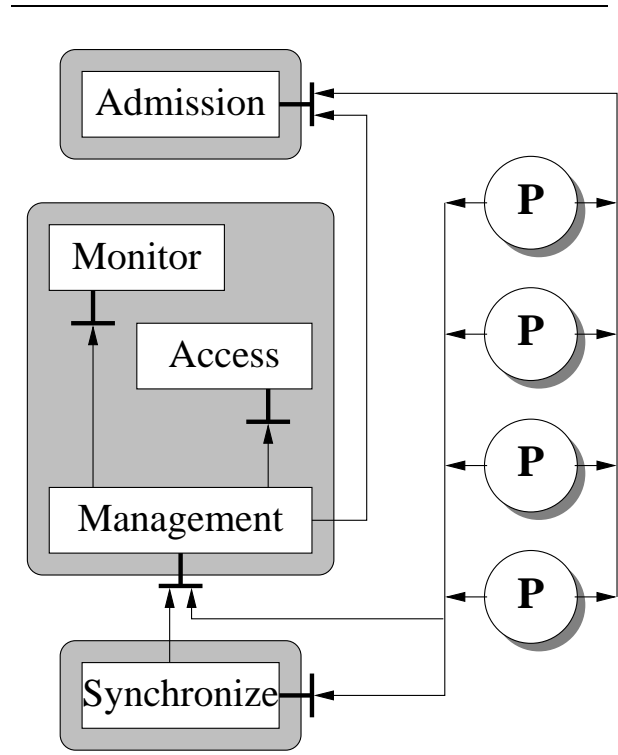 Admission
P
Monitor
P
Access
P
Management
P
Synchronize